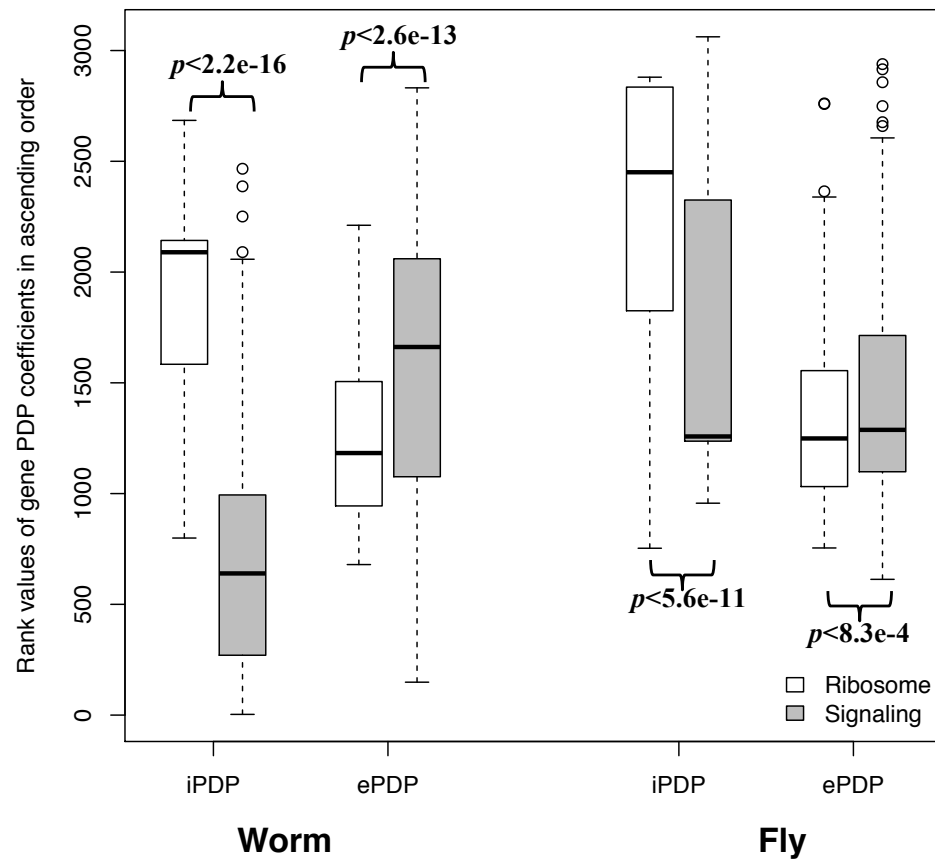 Rank values of gene PDP coefficients in ascending order
3000
2500
2000
1500
1000
500
0
p<2.2e-16
p<2.6e-13
p<5.6e-11
p<8.3e-4
Ribosome
Signaling
iPDP
ePDP
iPDP
ePDP
Worm
Fly